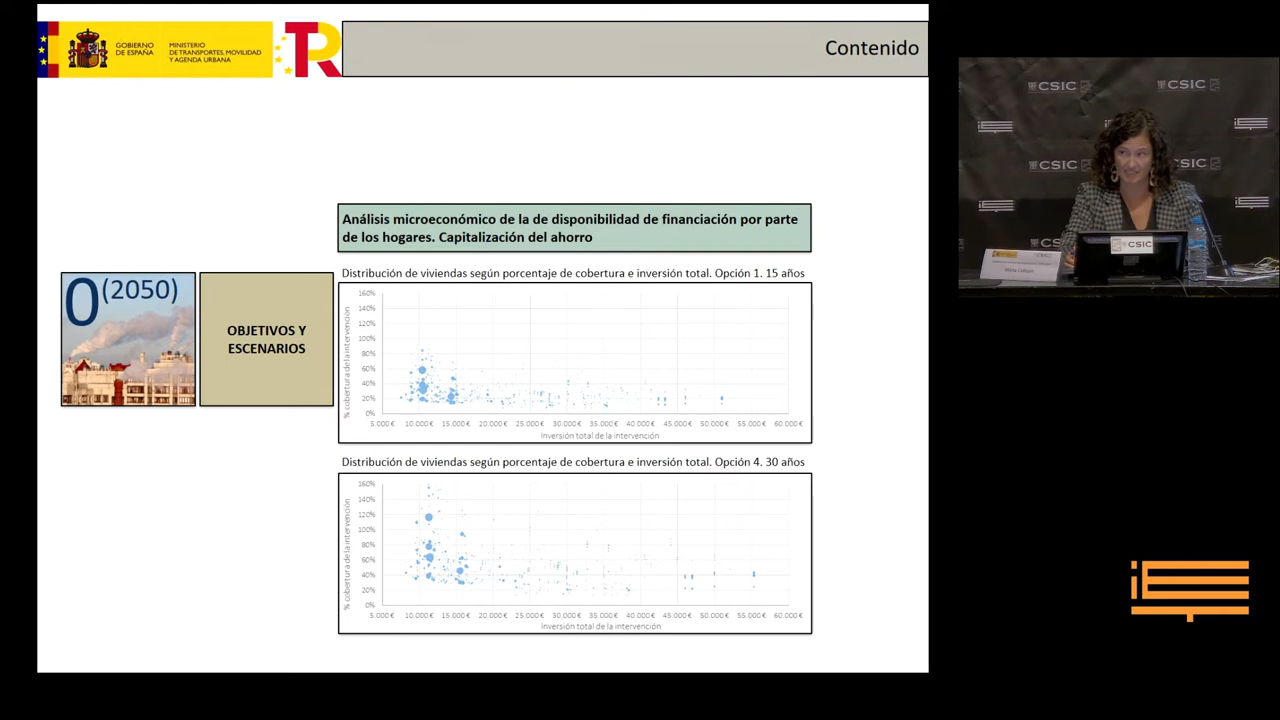 GOBIERNO
DE ESPAÑA
MINISTERIO
DE TRANSPORTES, MOVILIDAD
Y AGENDA URBANA
TR
Contenido
Análisis microeconómico de la de disponibilidad de financiación por parte
de los hogares. Capitalización del ahorro
0(2050)
OBJETIVOS Y
ESCENARIOS
Distribución de viviendas según porcentaje de cobertura e inversión total. Opción 1. 15 años
% cobertura de la intervención
160%
140%
120%
100%
80%
60%
40%
20%
0%
5.000 € 10.000 € 15.000 € 20.000 € 25.000 € 30.000 € 35.000 € 40.000 € 45.000 € 50.000 € 55.000 € 60.000 €
Inversión total de la intervención
Distribución de viviendas según porcentaje de cobertura e inversión total. Opción 4. 30 años
% cobertura de la intervención
160%
140%
120%
100%
80%
60%
40%
20%
0%
5.000 € 10.000 € 15.000 € 20.000 € 25.000 € 30.000 € 35.000 € 40.000 € 45.000 € 50.000 € 55.000 € 60.000 €
Inversión total de la intervención
CSIC
CSIC
CSIC
CSIC
CSIC
CSIC